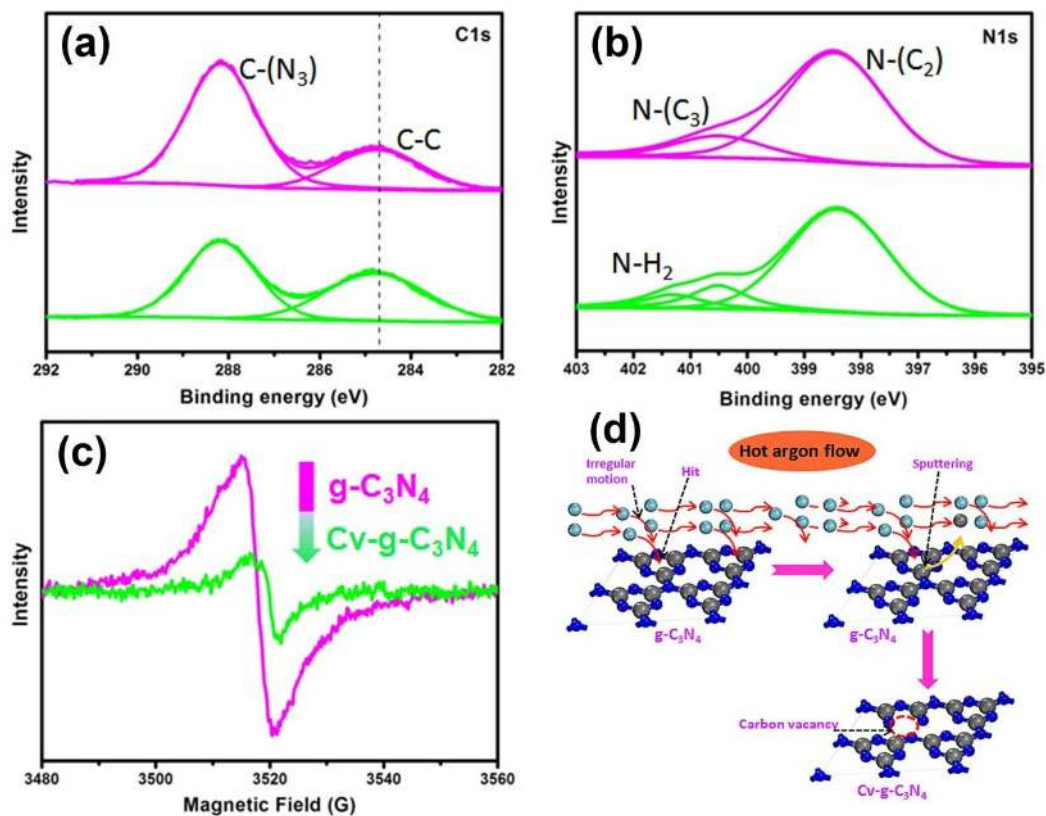 (a)
C1s
C-(N₃)
C-C
Intensity
292 290 288 286 284 282
Binding energy (eV)
(b)
N1s
N-(C₂)
N-(C₃)
N-H₂
Intensity
403 402 401 400 399 398 397 396 395
Binding energy (eV)
(c)
g-C₃N₄
Cv-g-C₃N₄
Intensity
3480 3500 3520 3540 3560
Magnetic Field (G)
(d)
Hot argon flow
Irregular
motion
Hit
Sputtering
g-C₃N₄
g-C₃N₄
Carbon vacancy
Cv-g-C₃N₄